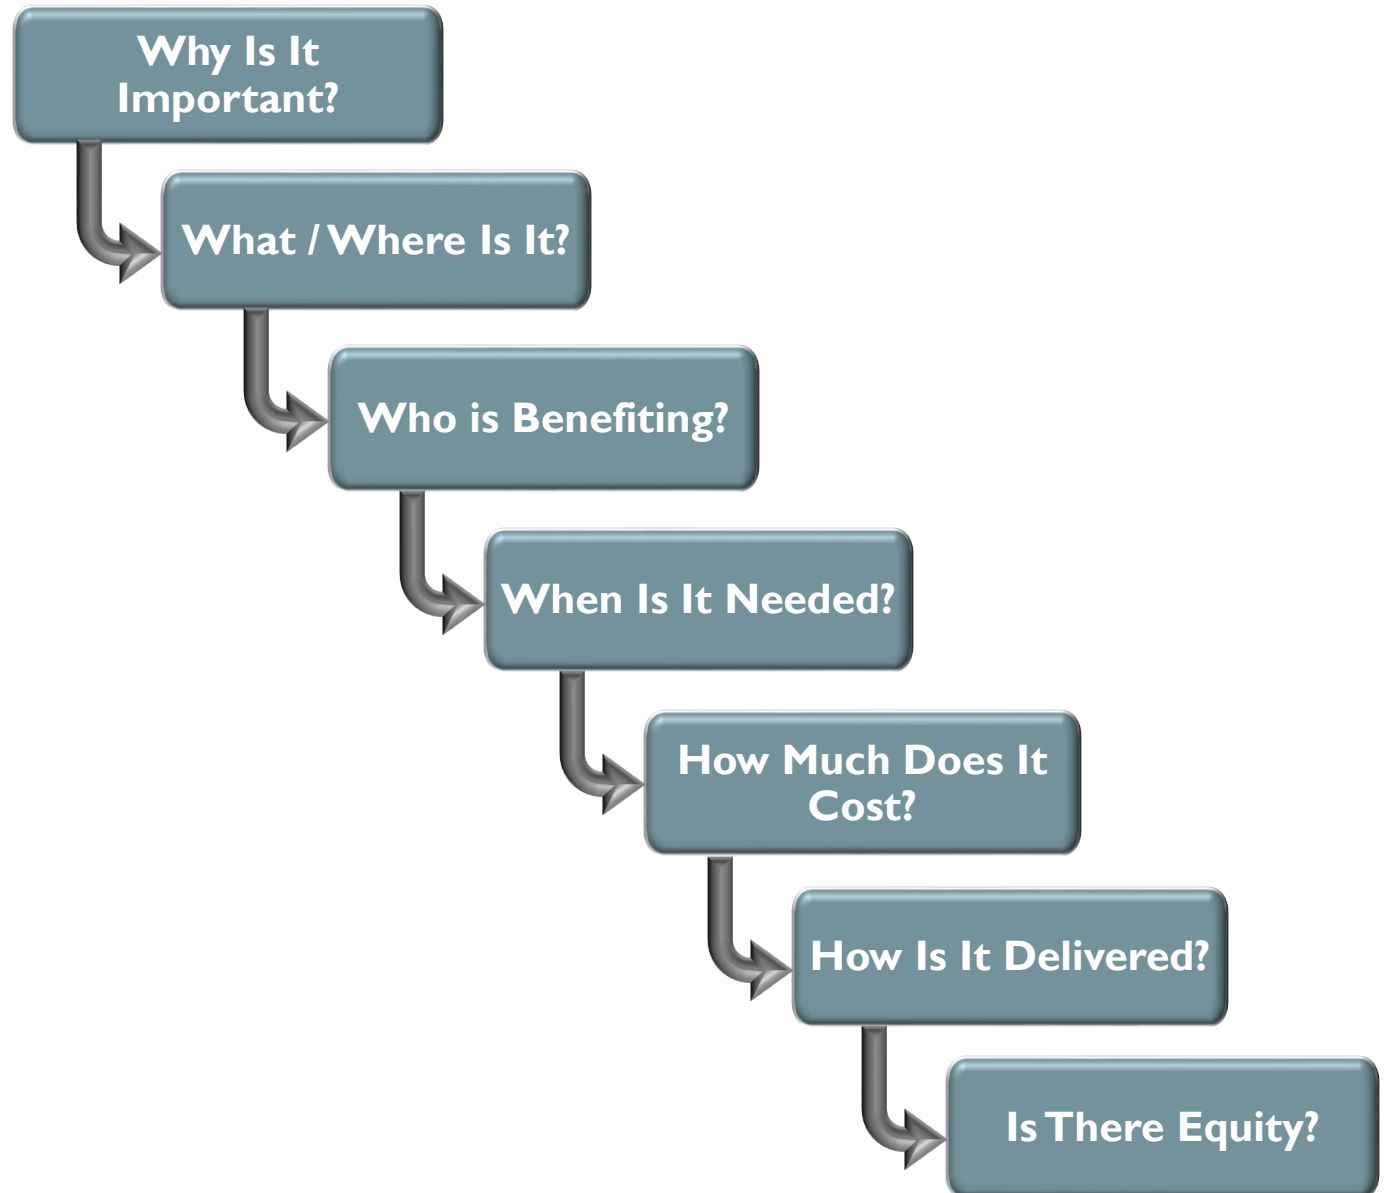 Why Is It
Important?
What / Where Is It?
Who is Benefiting?
When Is It Needed?
How Much Does It
Cost?
How Is It Delivered?
Is There Equity?